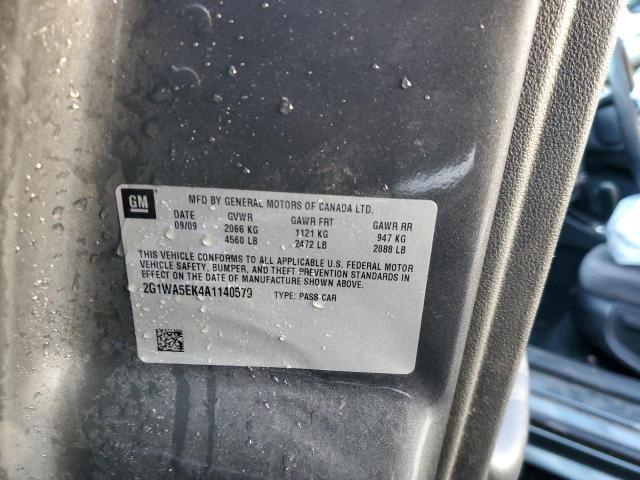 GM
MFD BY GENERAL MOTORS OF CANADA LTD.
DATE GVWR GAWR FRT GAWR RR
09/09 2066 KG 1121 KG 947 KG
4560 LB 2472 LB 2088 LB
THIS VEHICLE CONFORMS TO ALL APPLICABLE U.S. FEDERAL MOTOR
VEHICLE SAFETY, BUMPER, AND THEFT PREVENTION STANDARDS IN
EFFECT ON THE DATE OF MANUFACTURE SHOWN ABOVE.
2G1WA5EK4A1140579 TYPE: PASS CAR